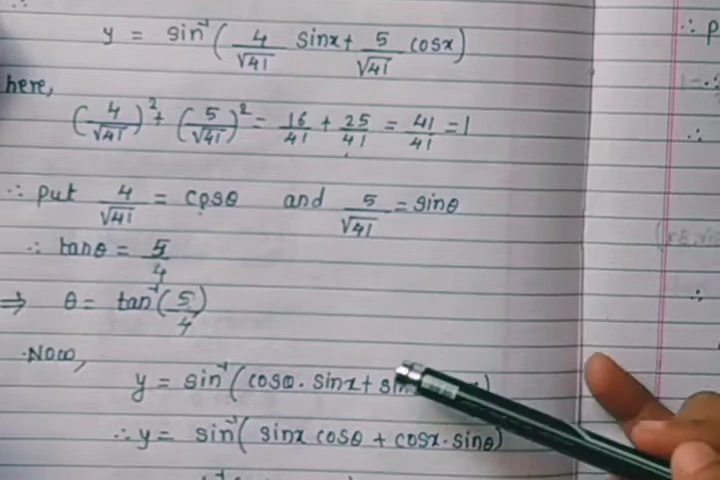 y = sin⁻¹( 4/√41 sinx + 5/√41 cosx)
here,
(4/√41)² + (5/√41)² = 16/41 + 25/41 = 41/41 = 1
∴ put 4/√41 = cosθ and 5/√41 = sinθ
∴ tanθ = 5/4
⇒ θ = tan⁻¹(5/4)
Now,
y = sin⁻¹(cosθ. sinx +
∴ y = sin⁻¹( sinx cosθ + cosx. sinθ)